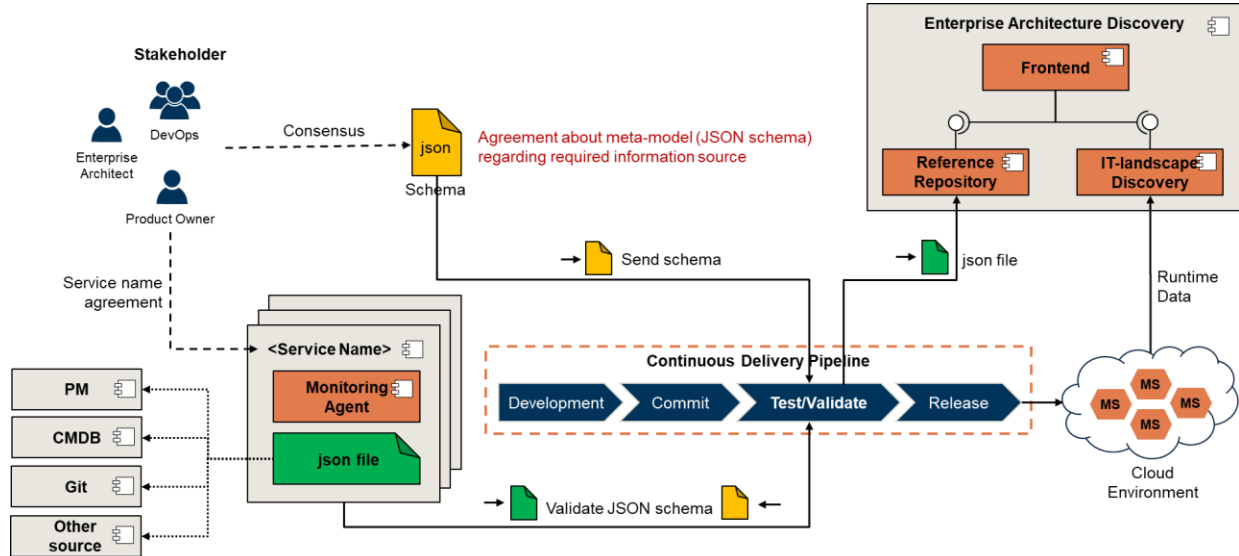 Stakeholder
DevOps
Enterprise
Architect
Product Owner
Consensus
json
Schema
Agreement about meta-model (JSON schema)
regarding required information source
Enterprise Architecture Discovery
Frontend
Reference
Repository
IT-landscape
Discovery
Send schema
json file
Runtime
Data
Service name
agreement
<Service Name>
Monitoring
Agent
json file
PM
CMDB
Git
Other
source
Continuous Delivery Pipeline
Development
Commit
Test/Validate
Release
MS
MS
MS
MS
Cloud
Environment
Validate JSON schema